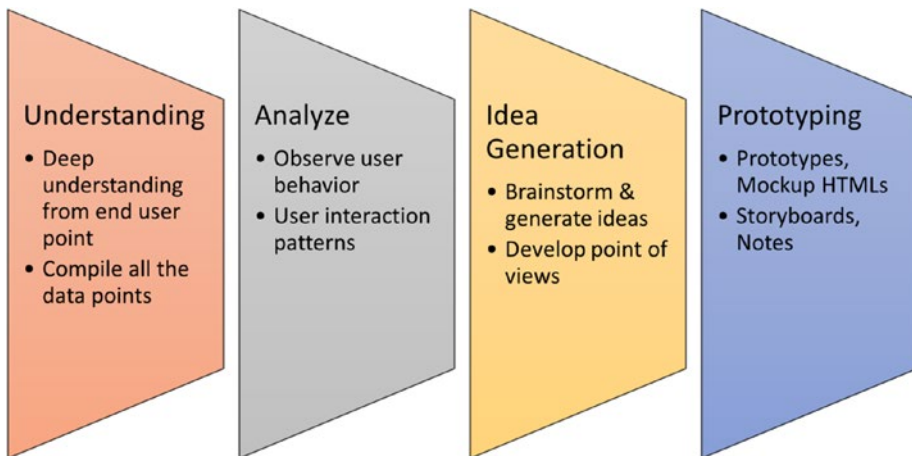 Understanding
• Deep
understanding
from end user
point
• Compile all the
data points
Analyze
• Observe user
behavior
• User interaction
patterns
Idea
Generation
• Brainstorm &
generate ideas
• Develop point of
views
Prototyping
• Prototypes,
Mockup HTMLs
• Storyboards,
Notes